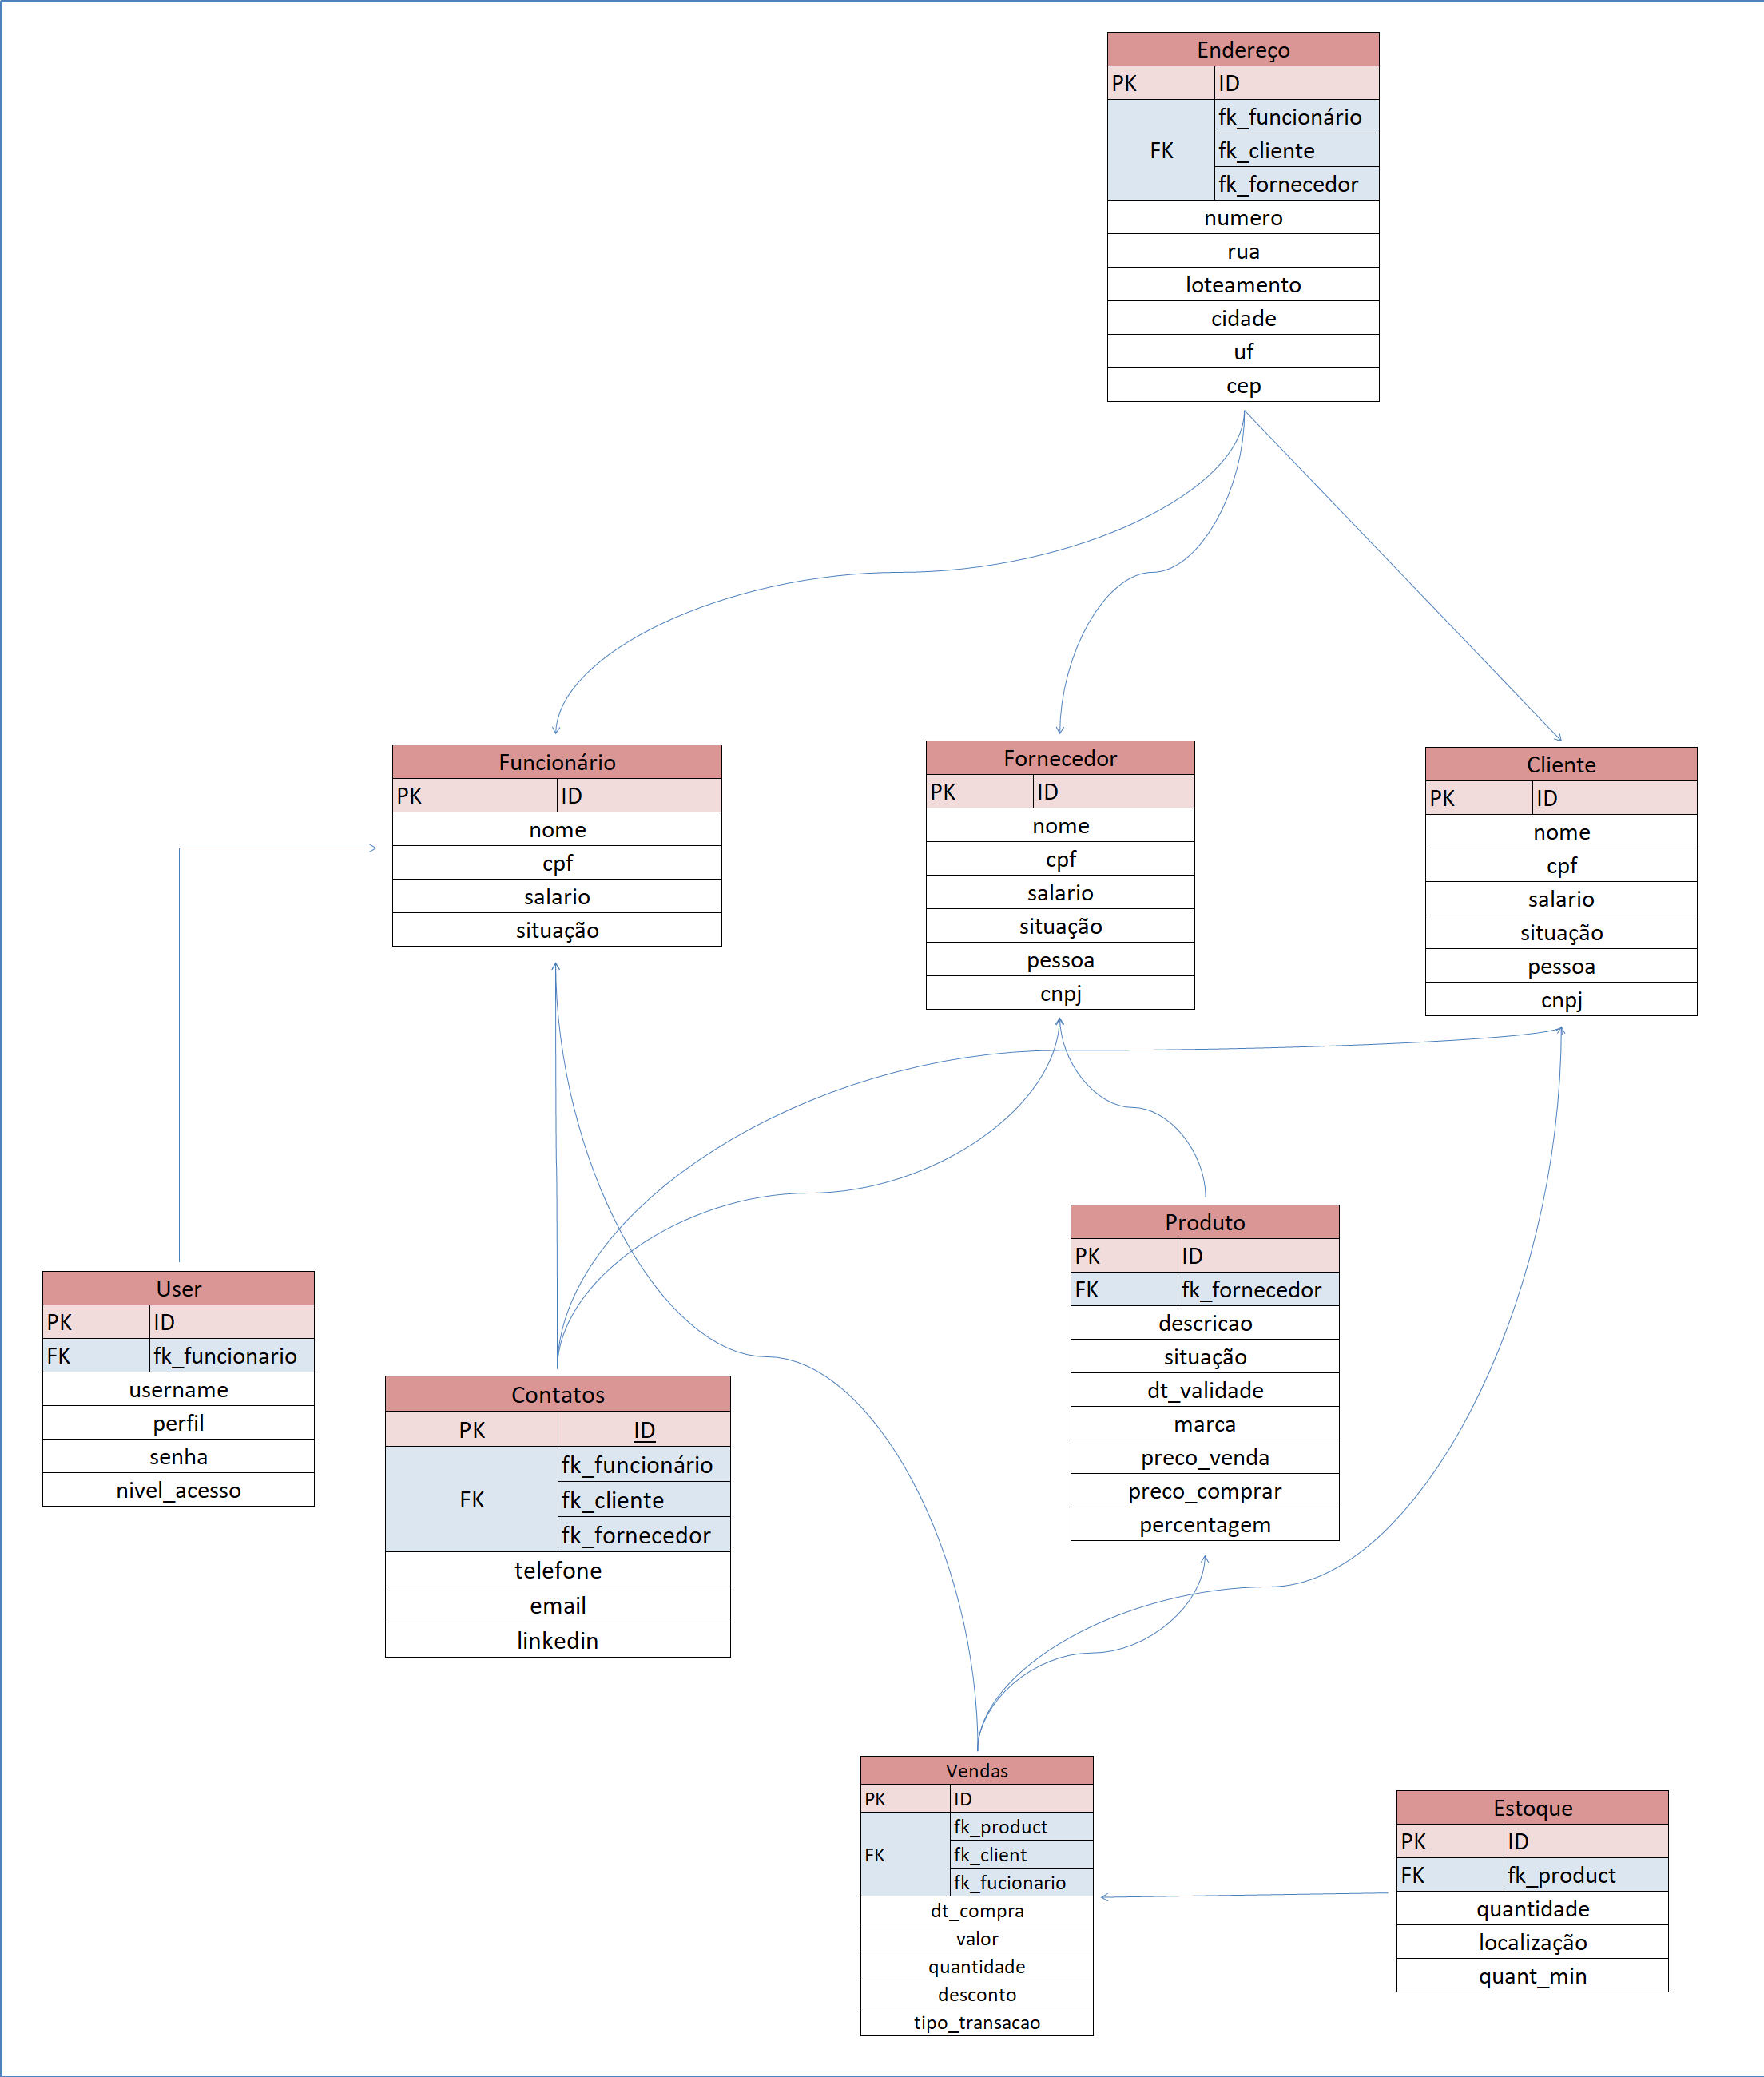 Endereço
PK ID
FK
fk_funcionário
fk_cliente
fk_fornecedor
numero
rua
loteamento
cidade
uf
cep
Funcionário
PK ID
nome
cpf
salario
situação
Fornecedor
PK ID
nome
cpf
salario
situação
pessoa
cnpj
Cliente
PK ID
nome
cpf
salario
situação
pessoa
cnpj
User
PK ID
FK fk_funcionario
username
perfil
senha
nivel_acesso
Contatos
PK ID
FK
fk_funcionário
fk_cliente
fk_fornecedor
telefone
email
linkedin
Produto
PK ID
FK fk_fornecedor
descricao
situação
dt_validade
marca
preco_venda
preco_comprar
percentagem
Vendas
PK ID
FK
fk_product
fk_client
fk_fucionario
dt_compra
valor
quantidade
desconto
tipo_transacao
Estoque
PK ID
FK fk_product
quantidade
localização
quant_min